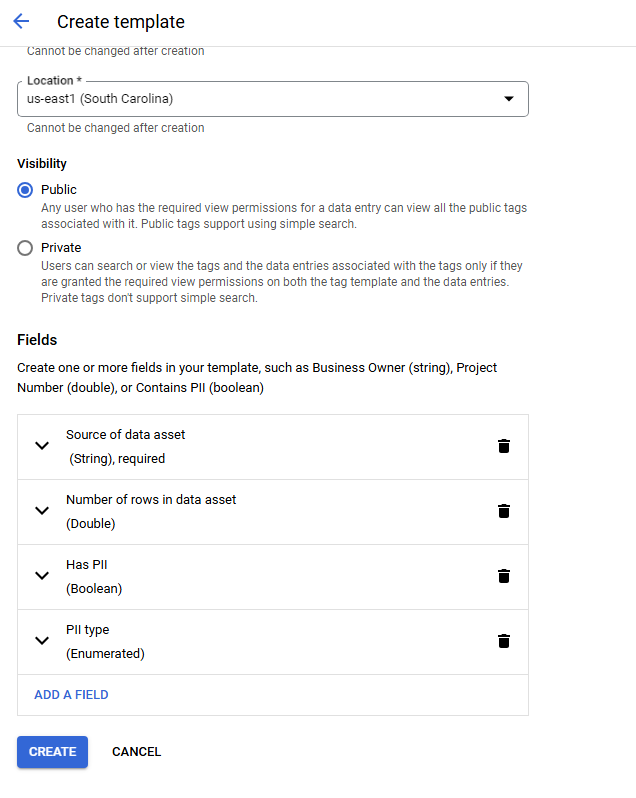 Create template
Cannot be changed after creation
Location *
us-east1 (South Carolina)
Cannot be changed after creation
Visibility
Public
Any user who has the required view permissions for a data entry can view all the public tags
associated with it. Public tags support using simple search.
Private
Users can search or view the tags and the data entries associated with the tags only if they
are granted the required view permissions on both the tag template and the data entries.
Private tags don't support simple search.
Fields
Create one or more fields in your template, such as Business Owner (string), Project
Number (double), or Contains PII (boolean)
Source of data asset
(String), required
Number of rows in data asset
(Double)
Has PII
(Boolean)
PII type
(Enumerated)
ADD A FIELD
CREATE CANCEL